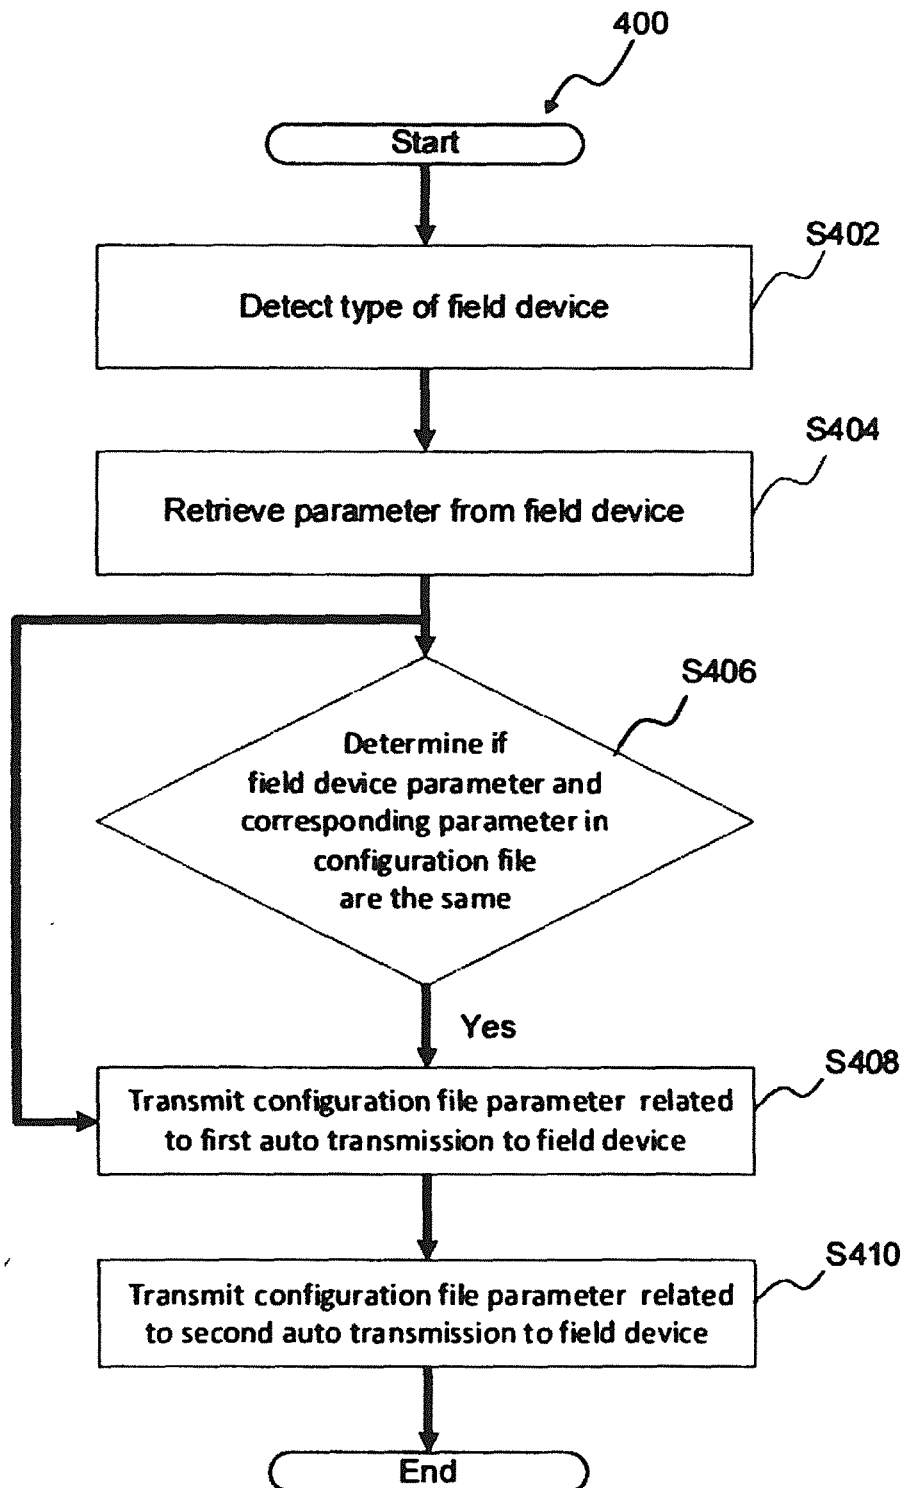 400
Start
S402
Detect type of field device
S404
Retrieve parameter from field device
S406
Determine if
field device parameter and
corresponding parameter in
configuration file
are the same
Yes
S408
Transmit configuration file parameter related
to first auto transmission to field device
S410
Transmit configuration file parameter related
to second auto transmission to field device
End